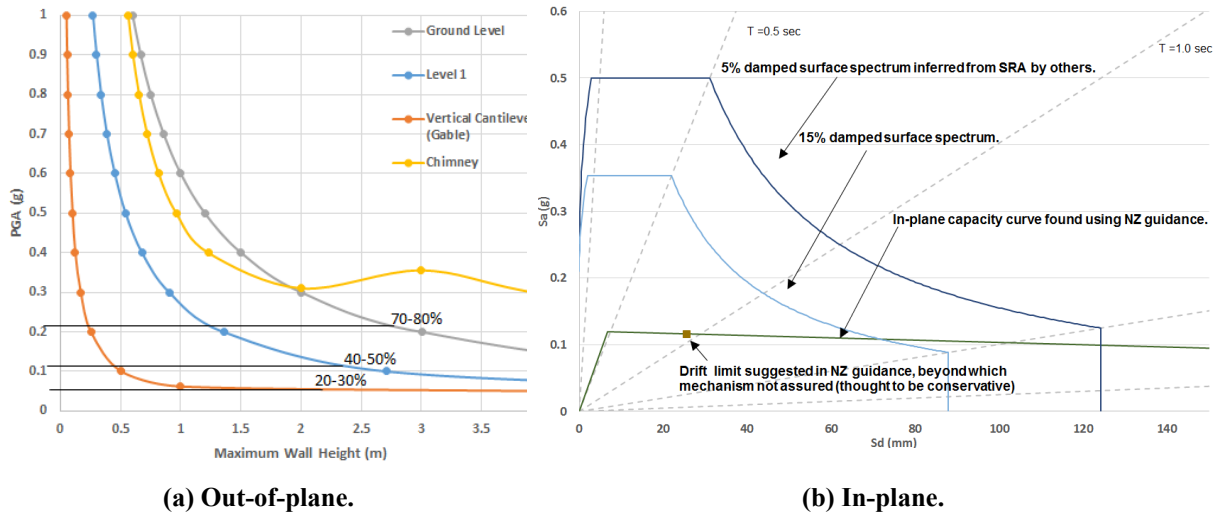 1
0.9
0.8
0.7
0.6
0.5
0.4
0.3
0.2
0.1
0
PGA (g)
0
0.5
1
1.5
2
2.5
3
3.5
Maximum Wall Height (m)
Ground Level
Level 1
Vertical Cantileve
(Gable)
Chimney
70-80%
40-50%
20-30%
(a) Out-of-plane.
0.6
0.5
0.4
0.3
0.2
0.1
0
Sa (g)
0
20
40
60
80
100
120
140
Sd (mm)
T =0.5 sec
T =1.0 sec
5% damped surface spectrum inferred from SRA by others.
15% damped surface spectrum.
In-plane capacity curve found using NZ guidance.
Drift limit suggested in NZ guidance, beyond which
mechanism not assured (thought to be conservative)
(b) In-plane.